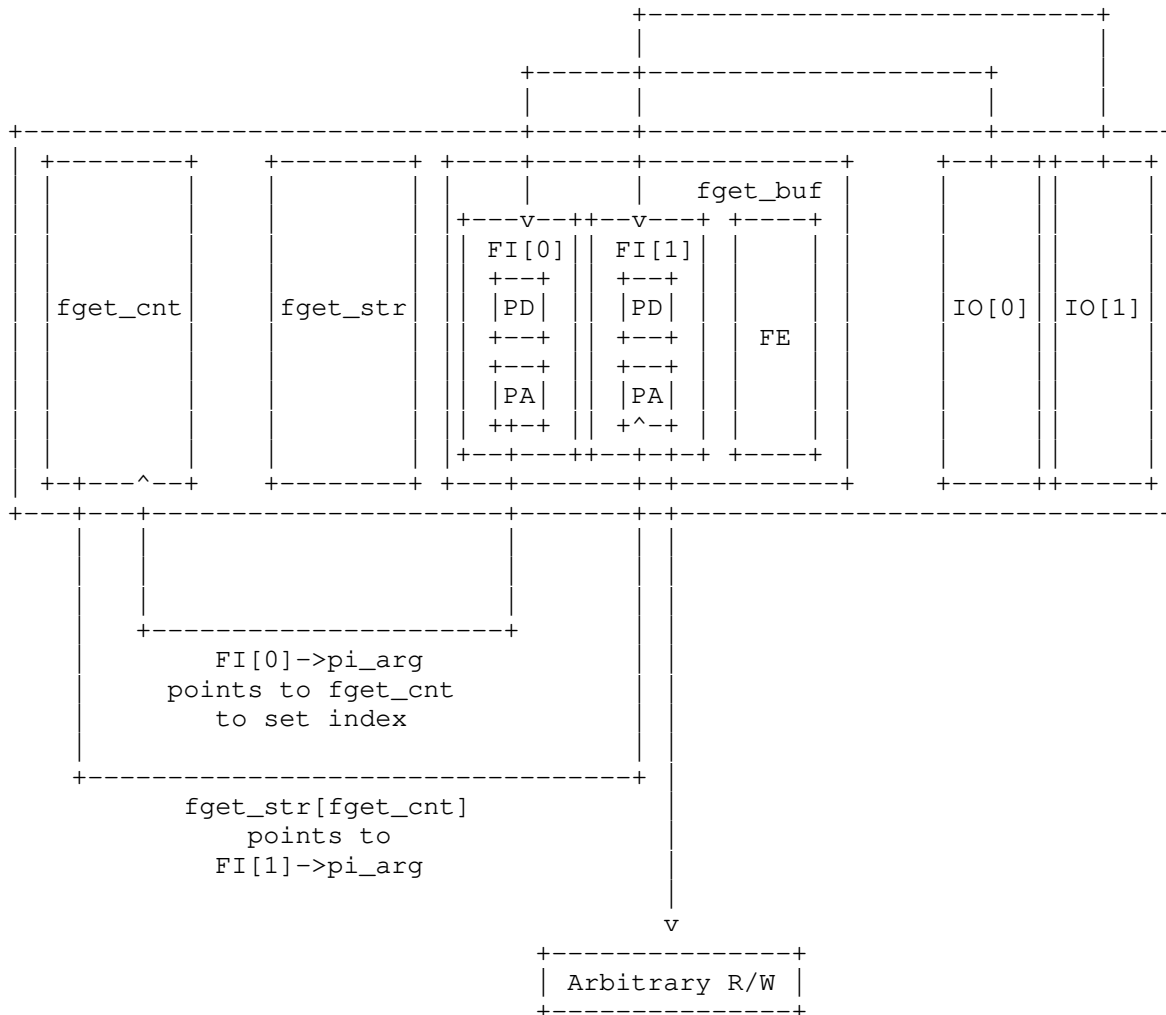 fget_buf
FI[0] FI[1]
fget_cnt fget_str PD PD IO[0] IO[1]
FE
PA PA
FI[0]->pi_arg
points to fget_cnt
to set index
fget_str[fget_cnt]
points to
FI[1]->pi_arg
Arbitrary R/W